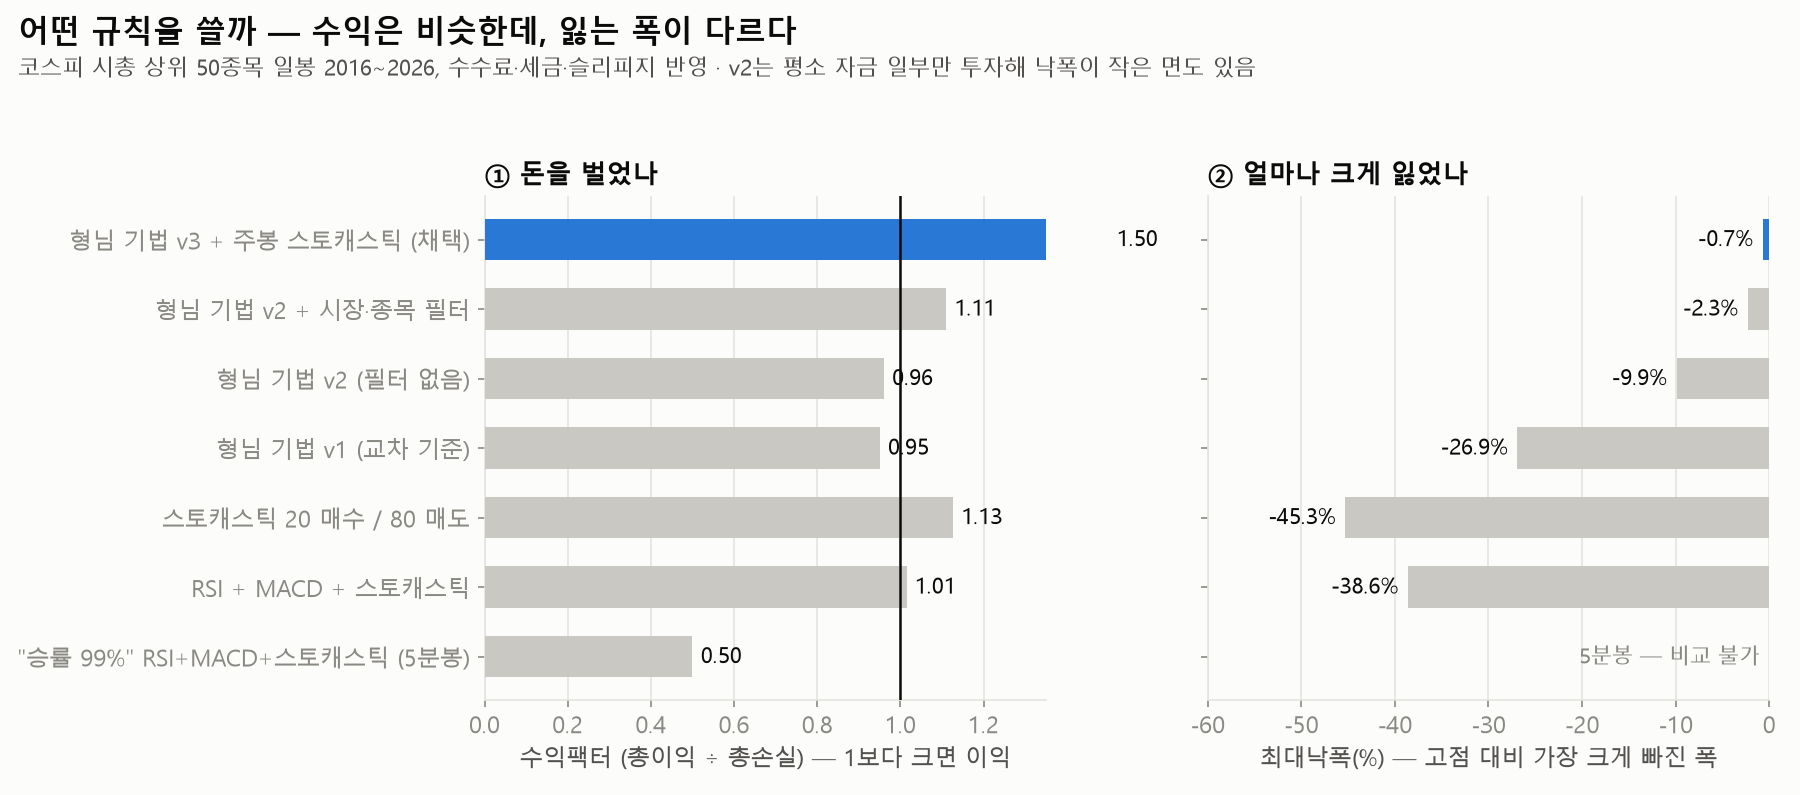 어떤 규칙을 쓸까 — 수익은 비슷한데, 잃는 폭이 다르다
코스피 시총 상위 50종목 일봉 2016~2026, 수수료·세금·슬리피지 반영 · v2는 평소 자금 일부만 투자해 낙폭이 작은 면도 있음
① 돈을 벌었나
형님 기법 v3 + 주봉 스토캐스틱 (채택)
1.50
형님 기법 v2 + 시장·종목 필터
1.11
형님 기법 v2 (필터 없음)
0.96
형님 기법 v1 (교차 기준)
0.95
스토캐스틱 20 매수 / 80 매도
1.13
RSI + MACD + 스토캐스틱
1.01
"승률 99%" RSI+MACD+스토캐스틱 (5분봉)
0.50
0.0 0.2 0.4 0.6 0.8 1.0 1.2
수익팩터 (총이익 ÷ 총손실) — 1보다 크면 이익
② 얼마나 크게 잃었나
-0.7%
-2.3%
-9.9%
-26.9%
-45.3%
-38.6%
5분봉 — 비교 불가
-60 -50 -40 -30 -20 -10 0
최대낙폭(%) — 고점 대비 가장 크게 빠진 폭